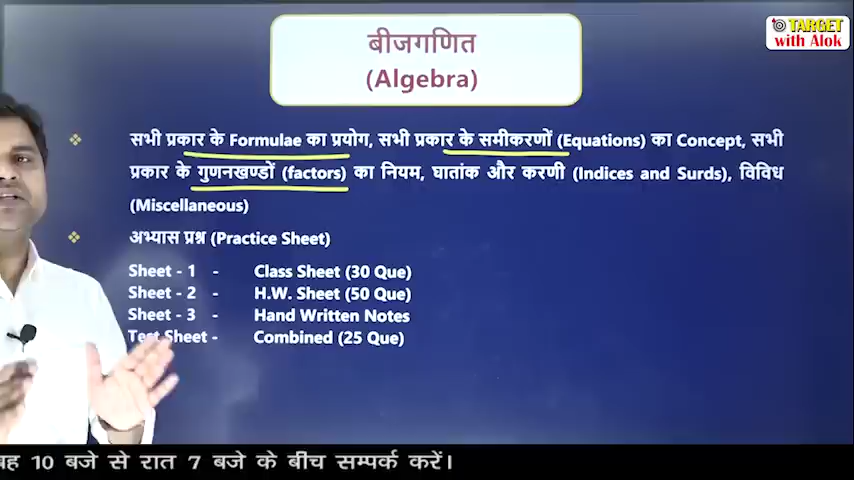 TARGET
with Alok
बीजगणित
(Algebra)
सभी प्रकार के Formulae का प्रयोग, सभी प्रकार के समीकरणों (Equations) का Concept, सभी
प्रकार के गुणनखण्डों (factors) का नियम, घातांक और करणी (Indices and Surds), विविध
(Miscellaneous)
अभ्यास प्रश्न (Practice Sheet)
Sheet - 1 - Class Sheet (30 Que)
Sheet - 2 - H.W. Sheet (50 Que)
Sheet - 3 - Hand Written Notes
Test Sheet - Combined (25 Que)
10 बजे से रात 7 बजे के बीच सम्पर्क करें।